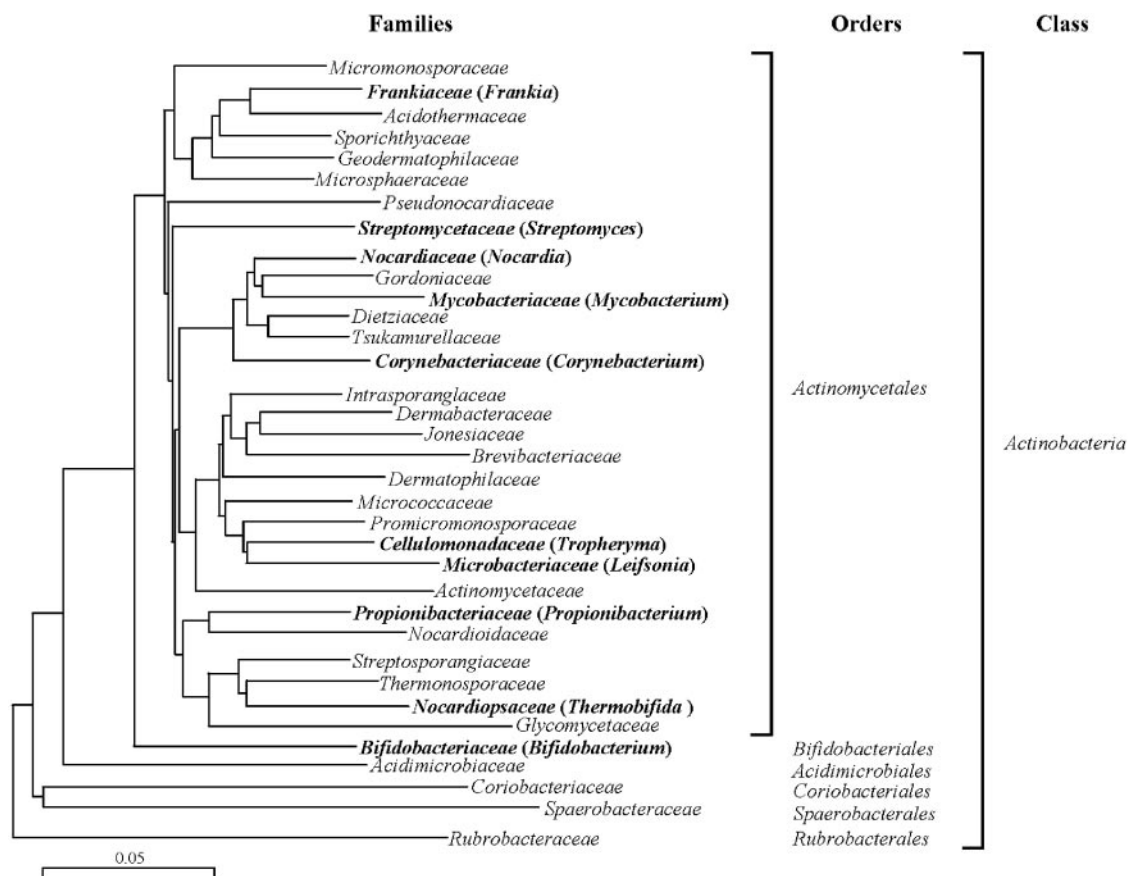 Families Orders Class
Micromonosporaceae
Frankiaceae (Frankia)
Acidothermaceae
Sporichthyaceae
Geodermatophilaceae
Microsphaeraceae
Pseudonocardiaceae
Streptomycetaceae (Streptomyces)
Nocardiaceae (Nocardia)
Gordoniaceae
Mycobacteriaceae (Mycobacterium)
Dietziaceae
Tsukamurellaceae
Corynebacteriaceae (Corynebacterium)
Intrasporanglaceae
Actinomycetales
Dermabacteraceae
Jonesiaceae
Actinobacteria
Brevibacteriaceae
Dermatophilaceae
Micrococcaceae
Promicromonosporaceae
Cellulomonadaceae (Tropheryma)
Microbacteriaceae (Leifsonia)
Actinomycetaceae
Propionibacteriaceae (Propionibacterium)
Nocardioidaceae
Streptosporangiaceae
Thermonosporaceae
Nocardiopsaceae (Thermobifida )
Glycomycetaceae
Bifidobacteriaceae (Bifidobacterium) Bifidobacteriales
Acidimicrobiaceae Acidimicrobiales
Coriobacteriaceae Coriobacteriales
Spaerobacteraceae Spaerobacterales
Rubrobacteraceae Rubrobacterales
0.05